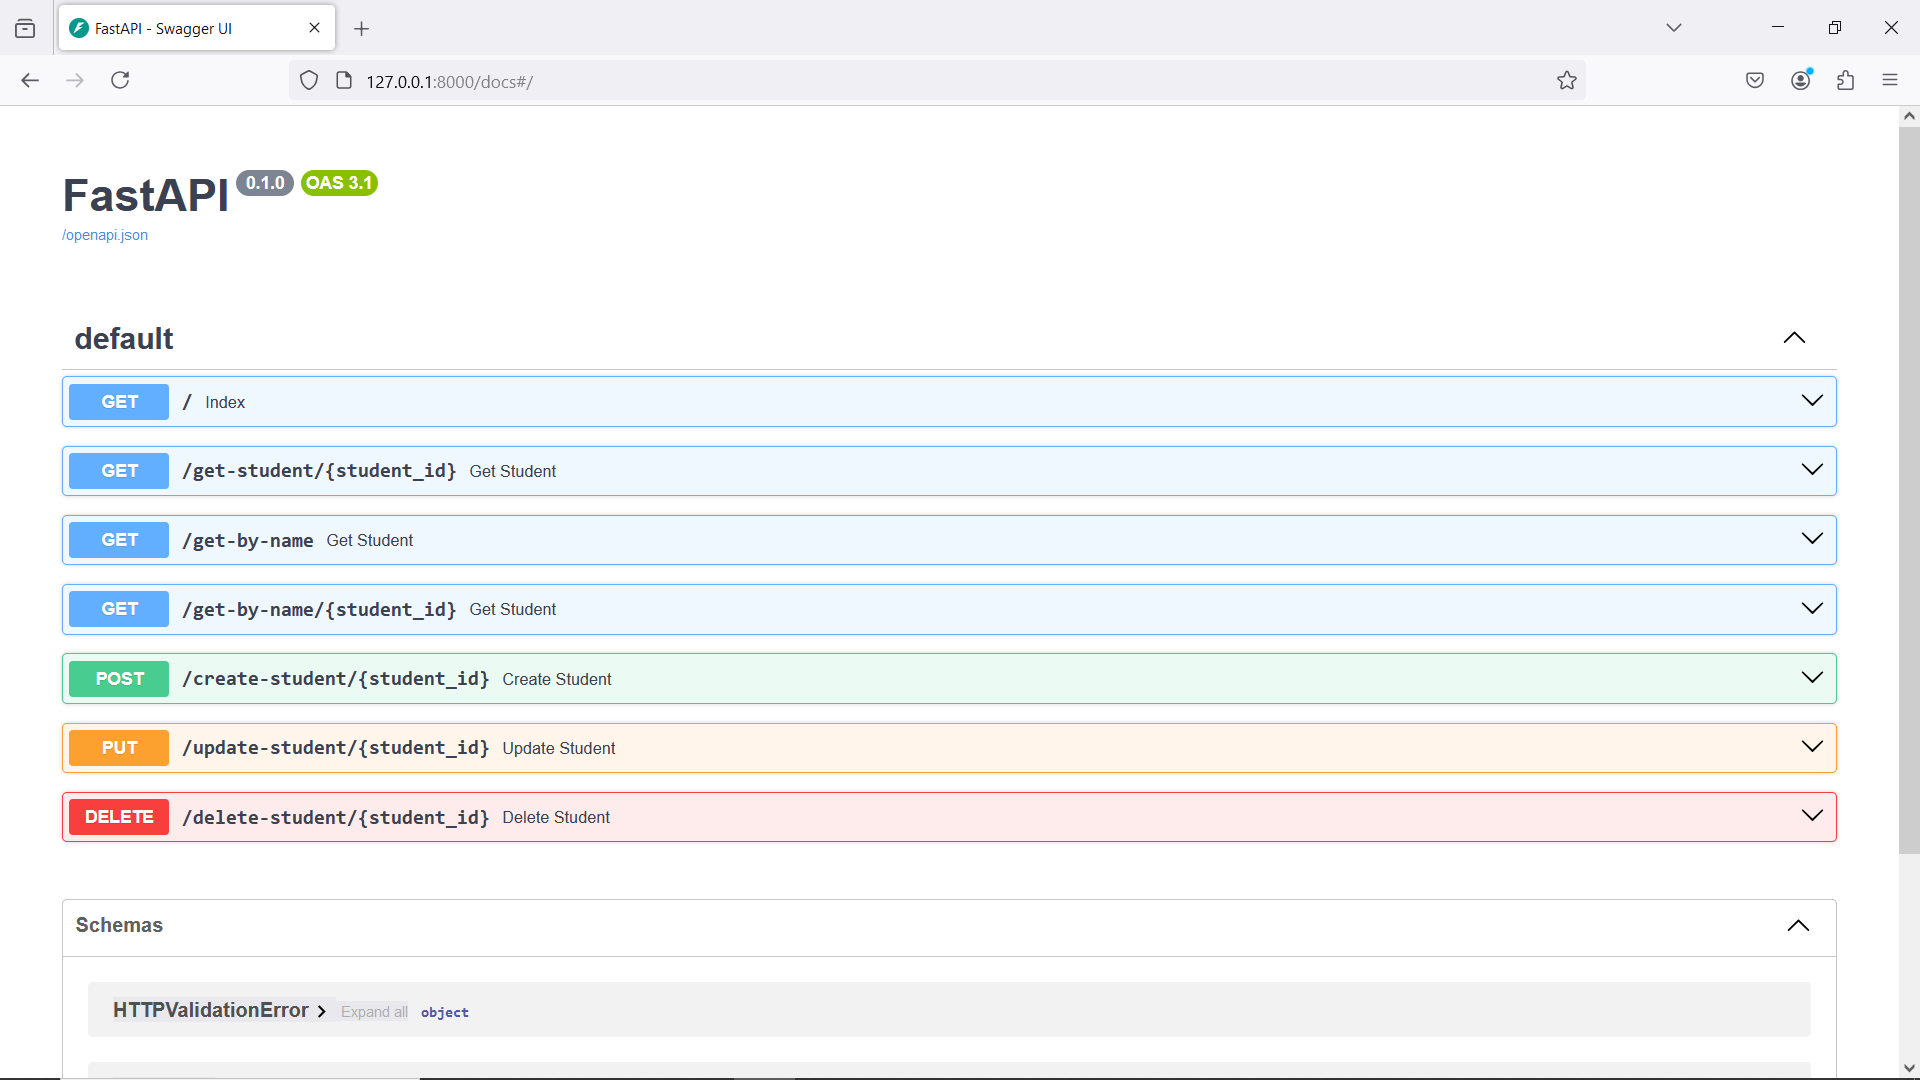 FastAPI - Swagger UI
127.0.0.1:8000/docs#/
FastAPI 0.1.0 OAS 3.1
/openapi.json
default
GET / Index
GET /get-student/{student_id} Get Student
GET /get-by-name Get Student
GET /get-by-name/{student_id} Get Student
POST /create-student/{student_id} Create Student
PUT /update-student/{student_id} Update Student
DELETE /delete-student/{student_id} Delete Student
Schemas
HTTPValidationError Expand all object